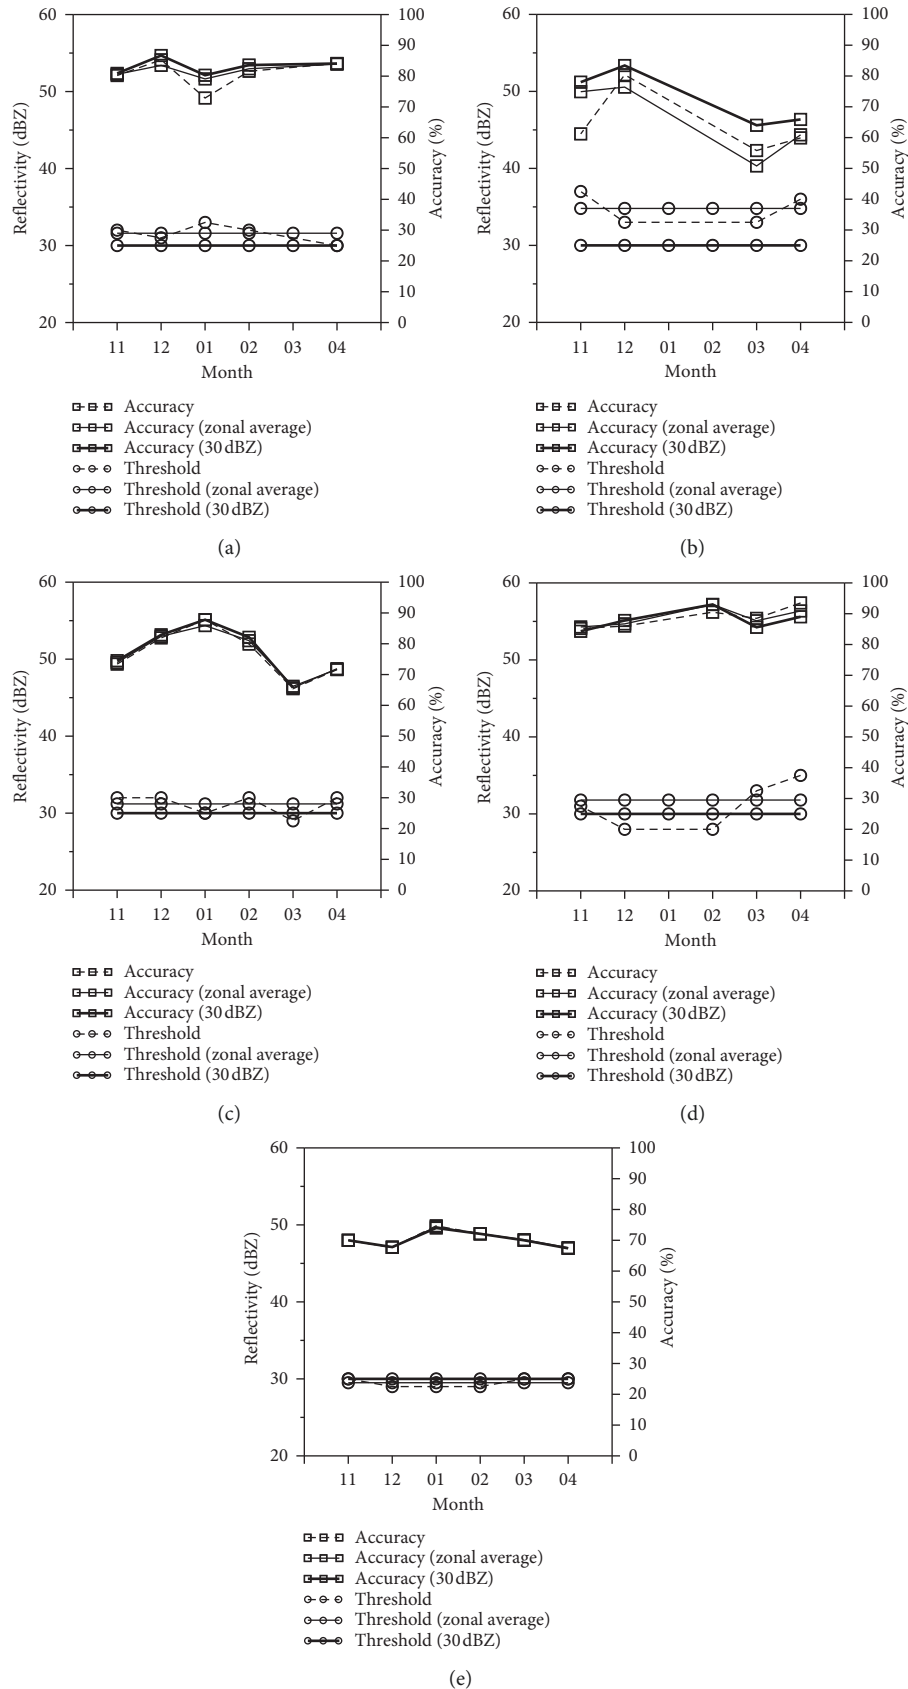 60
50
40
30
20
Reflectivity (dBZ)
100
90
80
70
60
50
40
30
20
10
0
Accuracy (%)
11 12 01 02 03 04
Month
Accuracy
Accuracy (zonal average)
Accuracy (30 dBZ)
Threshold
Threshold (zonal average)
Threshold (30 dBZ)
(a)
60
50
40
30
20
Reflectivity (dBZ)
100
90
80
70
60
50
40
30
20
10
0
Accuracy (%)
11 12 01 02 03 04
Month
Accuracy
Accuracy (zonal average)
Accuracy (30 dBZ)
Threshold
Threshold (zonal average)
Threshold (30 dBZ)
(b)
60
50
40
30
20
Reflectivity (dBZ)
100
90
80
70
60
50
40
30
20
10
0
Accuracy (%)
11 12 01 02 03 04
Month
Accuracy
Accuracy (zonal average)
Accuracy (30 dBZ)
Threshold
Threshold (zonal average)
Threshold (30 dBZ)
(c)
60
50
40
30
20
Reflectivity (dBZ)
100
90
80
70
60
50
40
30
20
10
0
Accuracy (%)
11 12 01 02 03 04
Month
Accuracy
Accuracy (zonal average)
Accuracy (30 dBZ)
Threshold
Threshold (zonal average)
Threshold (30 dBZ)
(d)
60
50
40
30
20
Reflectivity (dBZ)
100
90
80
70
60
50
40
30
20
10
0
Accuracy (%)
11 12 01 02 03 04
Month
Accuracy
Accuracy (zonal average)
Accuracy (30 dBZ)
Threshold
Threshold (zonal average)
Threshold (30 dBZ)
(e)